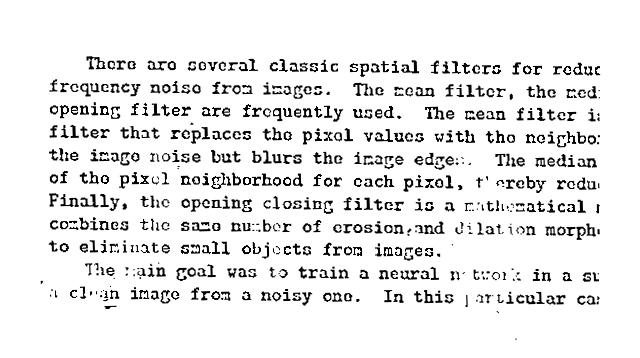 There are several classic spatial filters for reduc
frequency noise from images. The mean filter, the medi
opening filter are frequently used. The mean filter is
filter that replaces the pixel values with the neighbo
the image noise but blurs the image edges. The median
of the pixel neighborhood for each pixel, thereby redu
Finally, the opening closing filter is a mathematical
combines the same number of erosion and dilation morph
to eliminate small objects from images.
The main goal was to train a neural network in a su
a clean image from a noisy one. In this particular cas